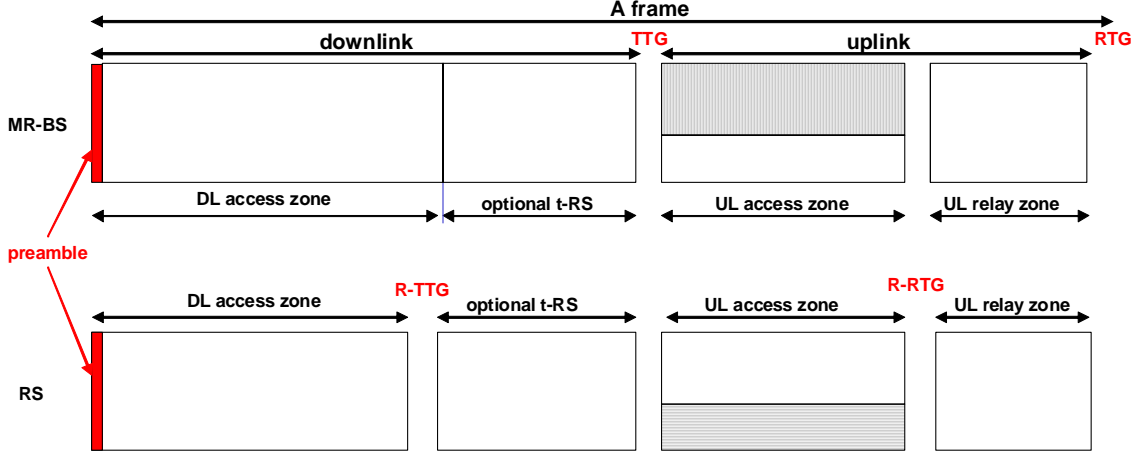 A frame
downlink
TTG
uplink
RTG
MR-BS
DL access zone
optional t-RS
UL access zone
UL relay zone
preamble
DL access zone
R-TTG
optional t-RS
UL access zone
R-RTG
UL relay zone
RS